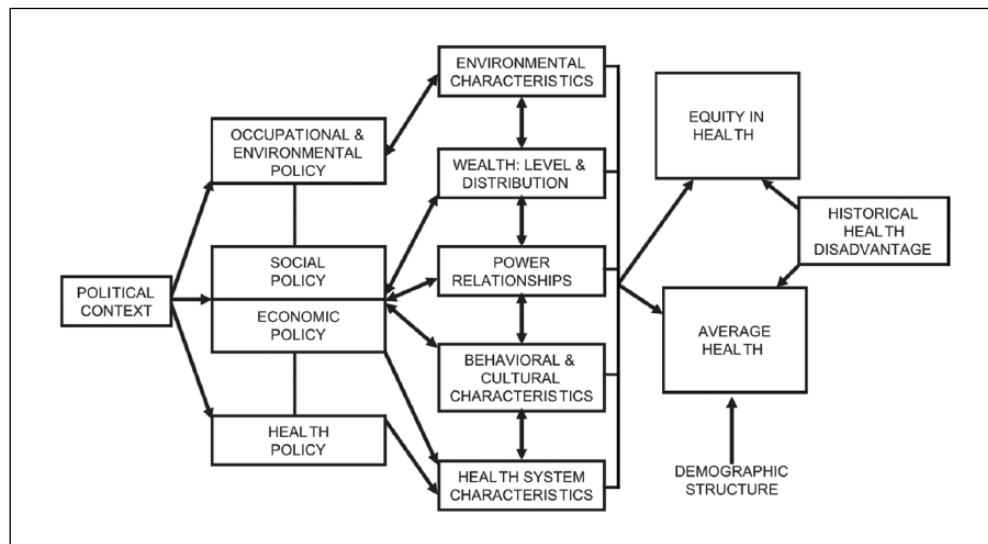 POLITICAL
CONTEXT
OCCUPATIONAL &
ENVIRONMENTAL
POLICY
SOCIAL
POLICY
ECONOMIC
POLICY
HEALTH
POLICY
ENVIRONMENTAL
CHARACTERISTICS
WEALTH: LEVEL &
DISTRIBUTION
POWER
RELATIONSHIPS
BEHAVIORAL &
CULTURAL
CHARACTERISTICS
HEALTH SYSTEM
CHARACTERISTICS
EQUITY IN
HEALTH
HISTORICAL
HEALTH
DISADVANTAGE
AVERAGE
HEALTH
DEMOGRAPHIC
STRUCTURE